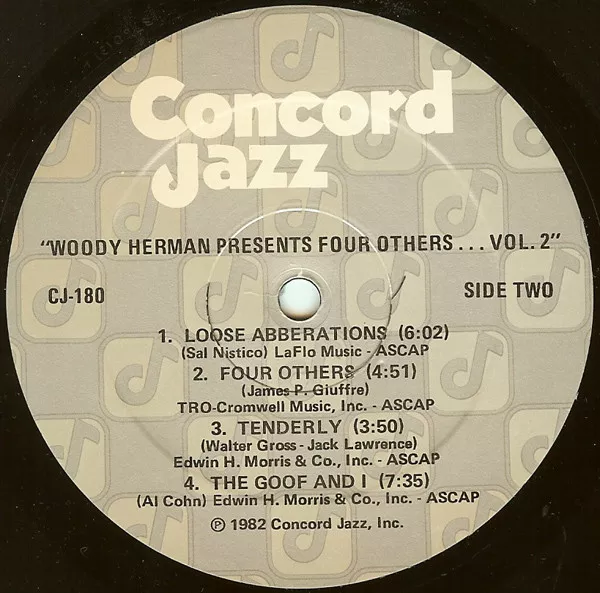 Concord
Jazz
"WOODY HERMAN PRESENTS FOUR OTHERS . . . VOL. 2"
CJ-180
SIDE TWO
1. LOOSE ABBERATIONS (6:02)
(Sal Nistico) LaFlo Music - ASCAP
2. FOUR OTHERS (4:51)
(James P. Giuffre)
TRO-Cromwell Music, Inc. - ASCAP
3. TENDERLY (3:50)
(Walter Gross - Jack Lawrence)
Edwin H. Morris & Co., Inc. - ASCAP
4. THE GOOF AND I (7:35)
(Al Cohn) Edwin H. Morris & Co., Inc. - ASCAP
℗ 1982 Concord Jazz, Inc.